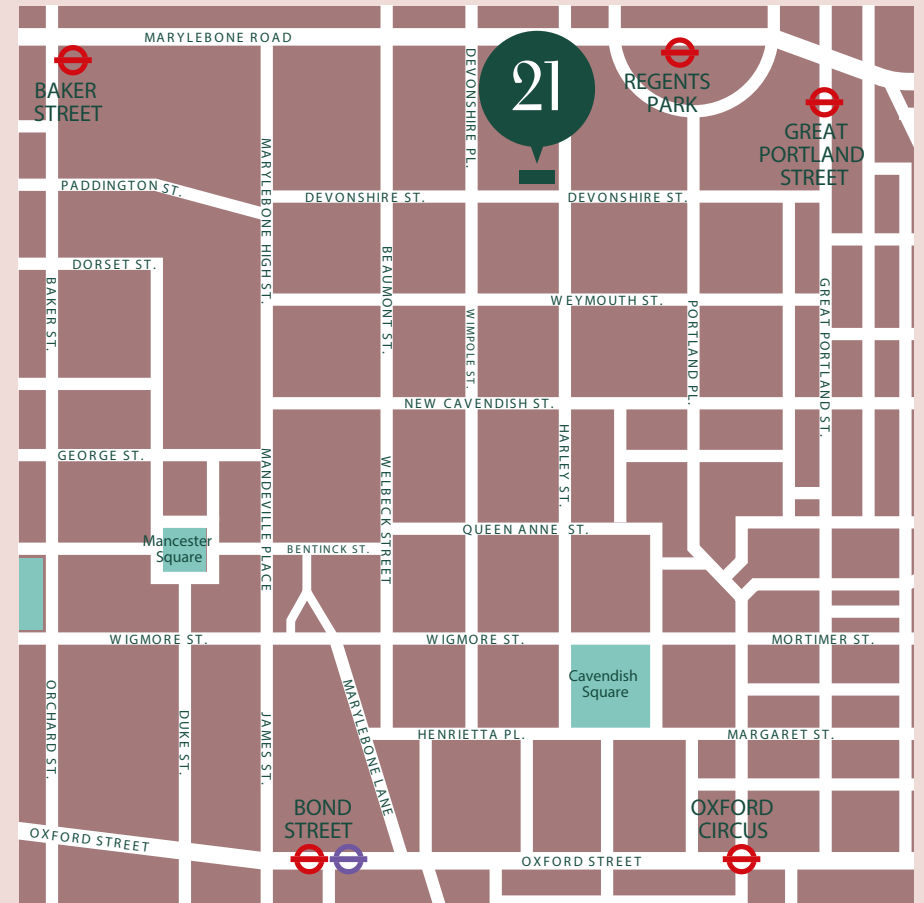 MARYLEBONE ROAD
BAKER
STREET
DEVONSHIRE PL.
21
REGENTS
PARK
GREAT
PORTLAND
STREET
MARYLEBONE HIGH ST.
PADDINGTON ST.
DEVONSHIRE ST.
DEVONSHIRE ST.
DORSET ST.
BAKER ST.
BEAUMONT ST.
WEYMOUTH ST.
WIMPOLE ST.
PORTLAND PL.
GREAT PORTLAND ST.
NEW CAVENDISH ST.
GEORGE ST.
MANDEVILLE PLACE
WELBECK STREET
HARLEY ST.
Mancester
Square
BENTINCK ST.
QUEEN ANNE ST.
WIGMORE ST.
WIGMORE ST.
MORTIMER ST.
Cavendish
Square
ORCHARD ST.
DUKE ST.
JAMES ST.
MARYLEBONE LANE
HENRIETTA PL.
MARGARET ST.
BOND
STREET
OXFORD
CIRCUS
OXFORD STREET
OXFORD STREET